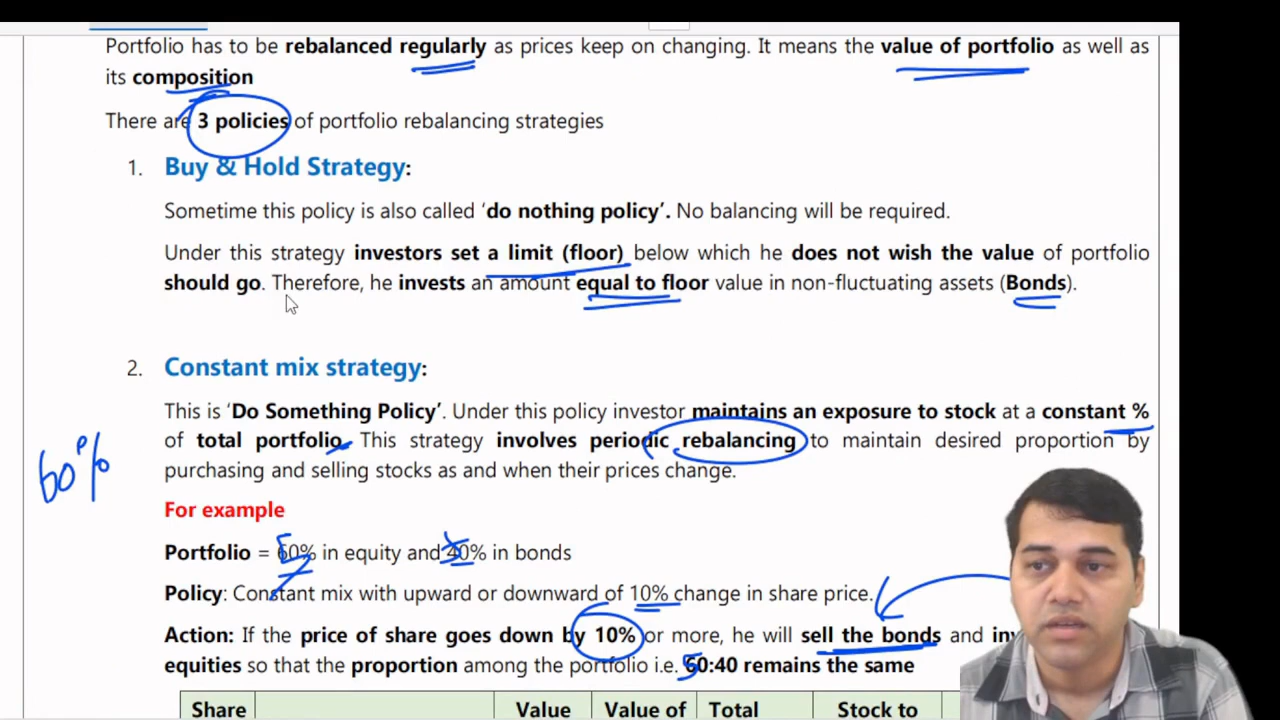 Portfolio has to be rebalanced regularly as prices keep on changing. It means the value of portfolio as well as
its composition
There are 3 policies of portfolio rebalancing strategies
1. Buy & Hold Strategy:
Sometime this policy is also called ‘do nothing policy’. No balancing will be required.
Under this strategy investors set a limit (floor) below which he does not wish the value of portfolio
should go. Therefore, he invests an amount equal to floor value in non-fluctuating assets (Bonds).
2. Constant mix strategy:
This is ‘Do Something Policy’. Under this policy investor maintains an exposure to stock at a constant %
of total portfolio. This strategy involves periodic rebalancing to maintain desired proportion by
60%
purchasing and selling stocks as and when their prices change.
For example
Portfolio = 60% in equity and 40% in bonds
Policy: Constant mix with upward or downward of 10% change in share price.
Action: If the price of share goes down by 10% or more, he will sell the bonds and
equities so that the proportion among the portfolio i.e. 60:40 remains the same
Share Value Value of Total Stock to